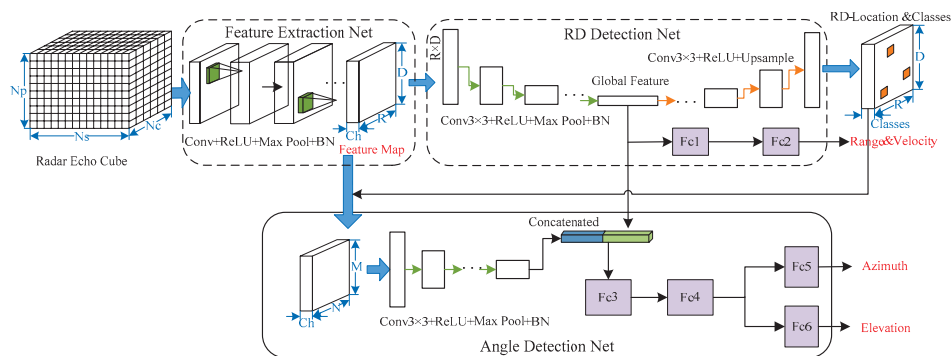 Feature Extraction Net
RD Detection Net
RD-Location &Classes
Np
Ns
Nc
Radar Echo Cube
D
R
Ch
Conv+ReLU+Max Pool+BN
Feature Map
R×D
Conv3×3+ReLU+Max Pool+BN
Global Feature
Conv3×3+ReLU+Upsample
D
R
Classes
Fc1
Fc2
Range&Velocity
Concatenated
M
N
Ch
Conv3×3+ReLU+Max Pool+BN
Fc3
Fc4
Fc5
Azimuth
Fc6
Elevation
Angle Detection Net